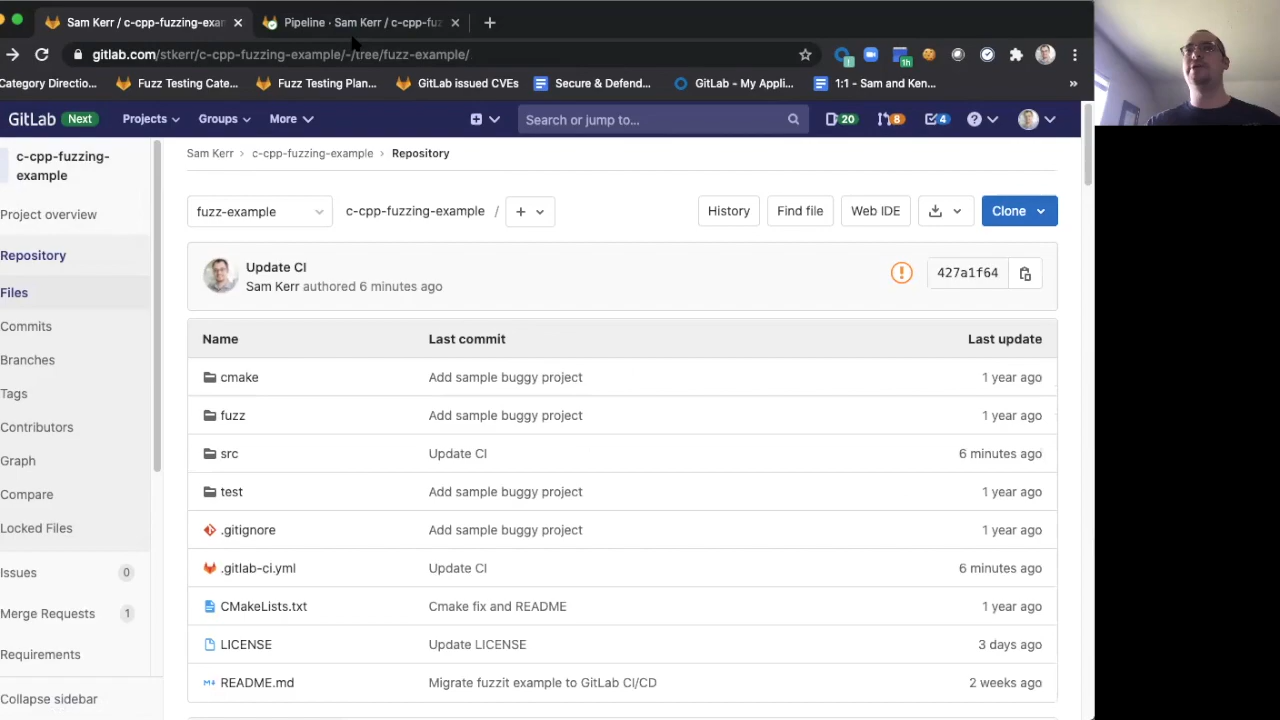 Sam Kerr / c-cpp-fuzzing-exam
Pipeline · Sam Kerr / c-cpp-fuz
gitlab.com/stkerr/c-cpp-fuzzing-example/-/tree/fuzz-example/
1h
Category Directio...
Fuzz Testing Cate...
Fuzz Testing Plan...
GitLab issued CVEs
Secure & Defend...
GitLab - My Appli...
1:1 - Sam and Ken...
»
GitLab Next
Projects
Groups
More
Search or jump to...
20
8
4
c-cpp-fuzzing-
example
Project overview
Repository
Files
Commits
Branches
Tags
Contributors
Graph
Compare
Locked Files
Issues 0
Merge Requests 1
Requirements
Collapse sidebar
Sam Kerr > c-cpp-fuzzing-example > Repository
fuzz-example
c-cpp-fuzzing-example /
History
Find file
Web IDE
Clone
Update CI
Sam Kerr authored 6 minutes ago
427a1f64
Name Last commit Last update
cmake Add sample buggy project 1 year ago
fuzz Add sample buggy project 1 year ago
src Update CI 6 minutes ago
test Add sample buggy project 1 year ago
.gitignore Add sample buggy project 1 year ago
.gitlab-ci.yml Update CI 6 minutes ago
CMakeLists.txt Cmake fix and README 1 year ago
LICENSE Update LICENSE 3 days ago
README.md Migrate fuzzit example to GitLab CI/CD 2 weeks ago